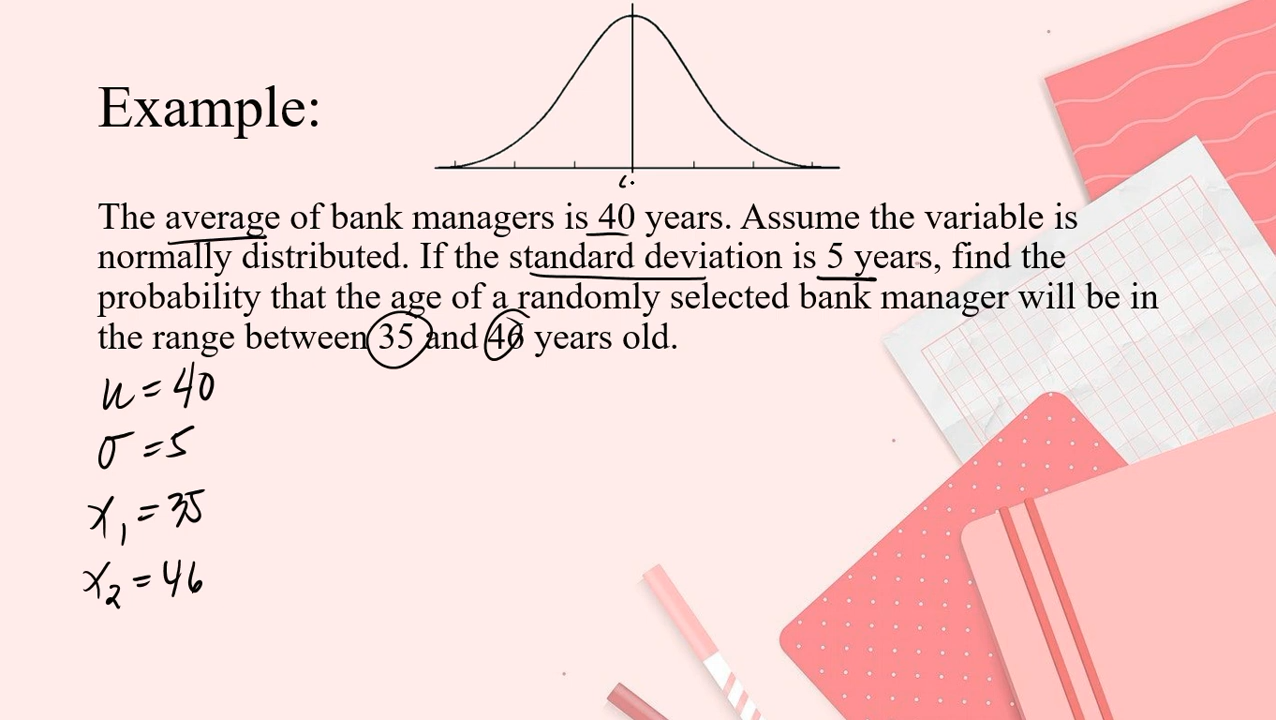 Example:
The average of bank managers is 40 years. Assume the variable is
normally distributed. If the standard deviation is 5 years, find the
probability that the age of a randomly selected bank manager will be in
the range between 35 and 46 years old.
u = 40
σ = 5
x₁ = 35
x₂ = 46